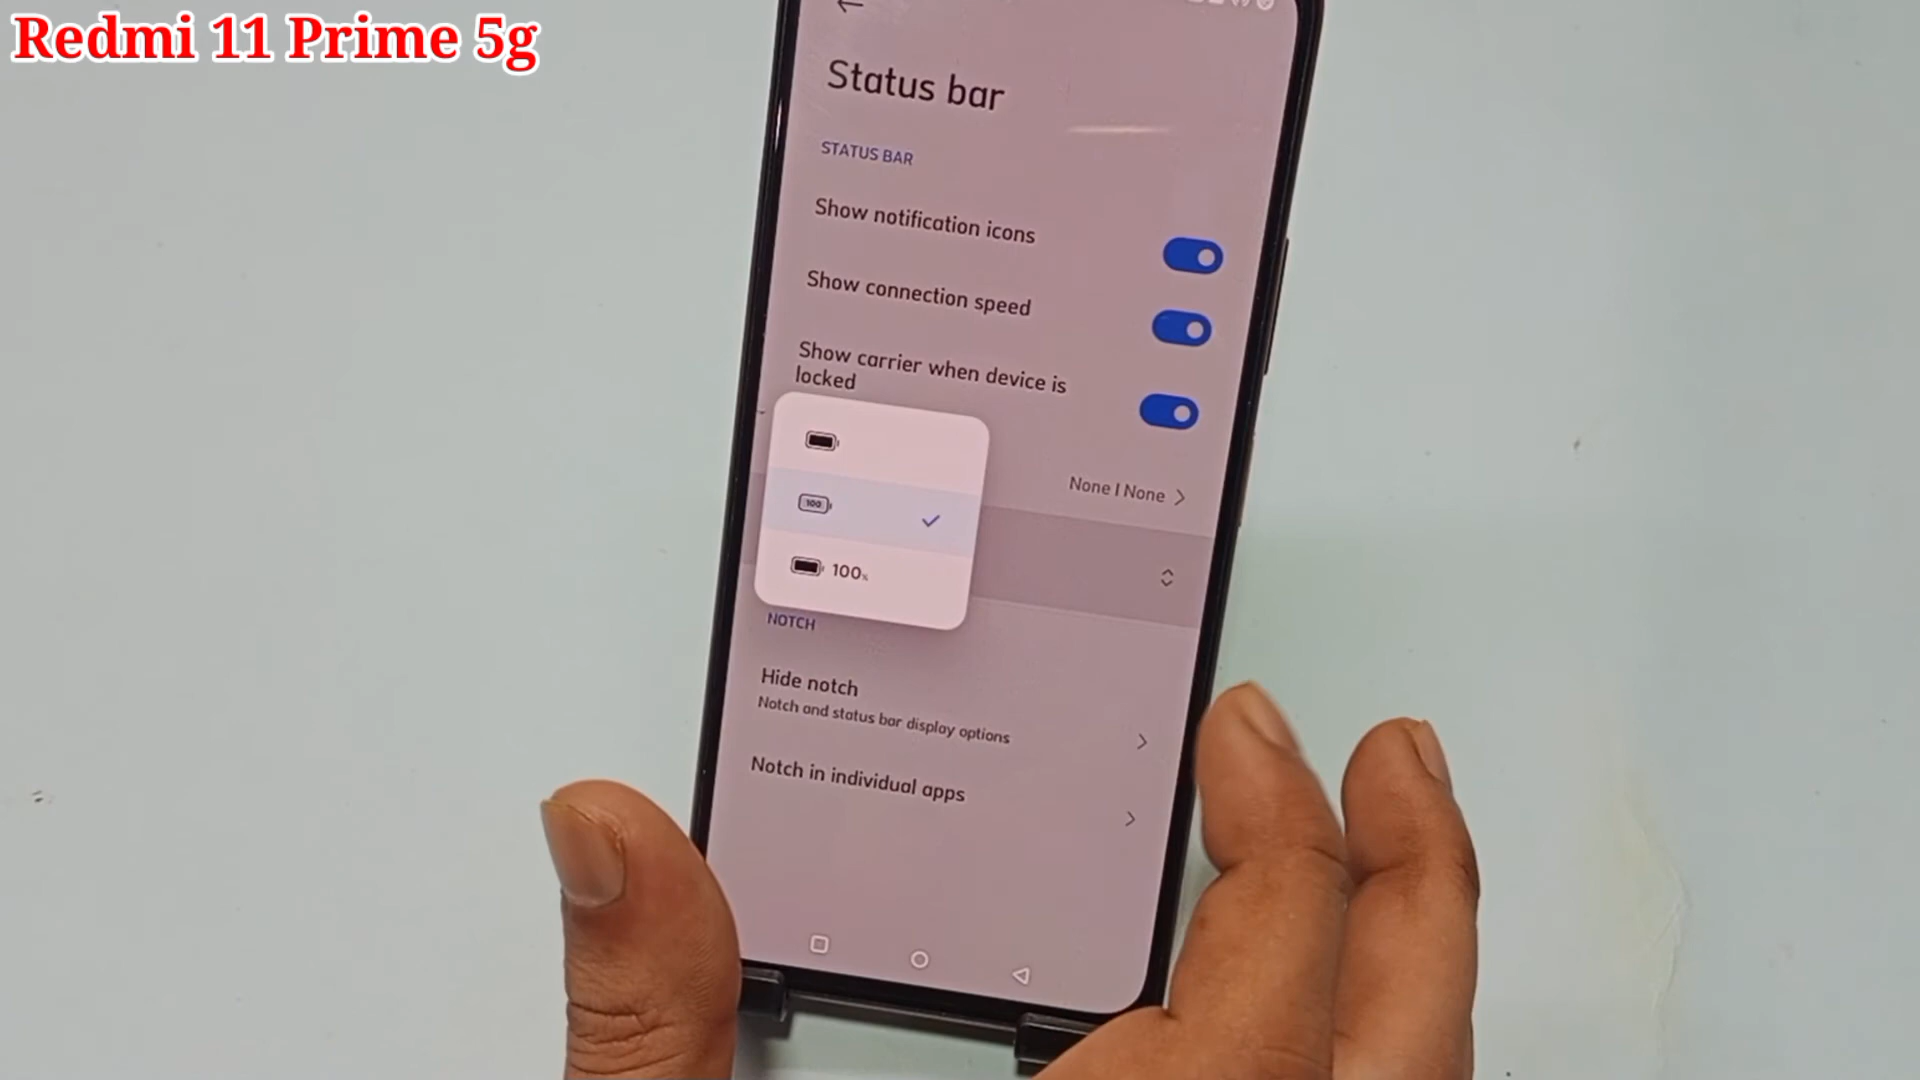 Redmi 11 Prime 5g
Status bar
STATUS BAR
Show notification icons
Show connection speed
Show carrier when device is
locked
None | None
100
100%
NOTCH
Hide notch
Notch and status bar display options
Notch in individual apps